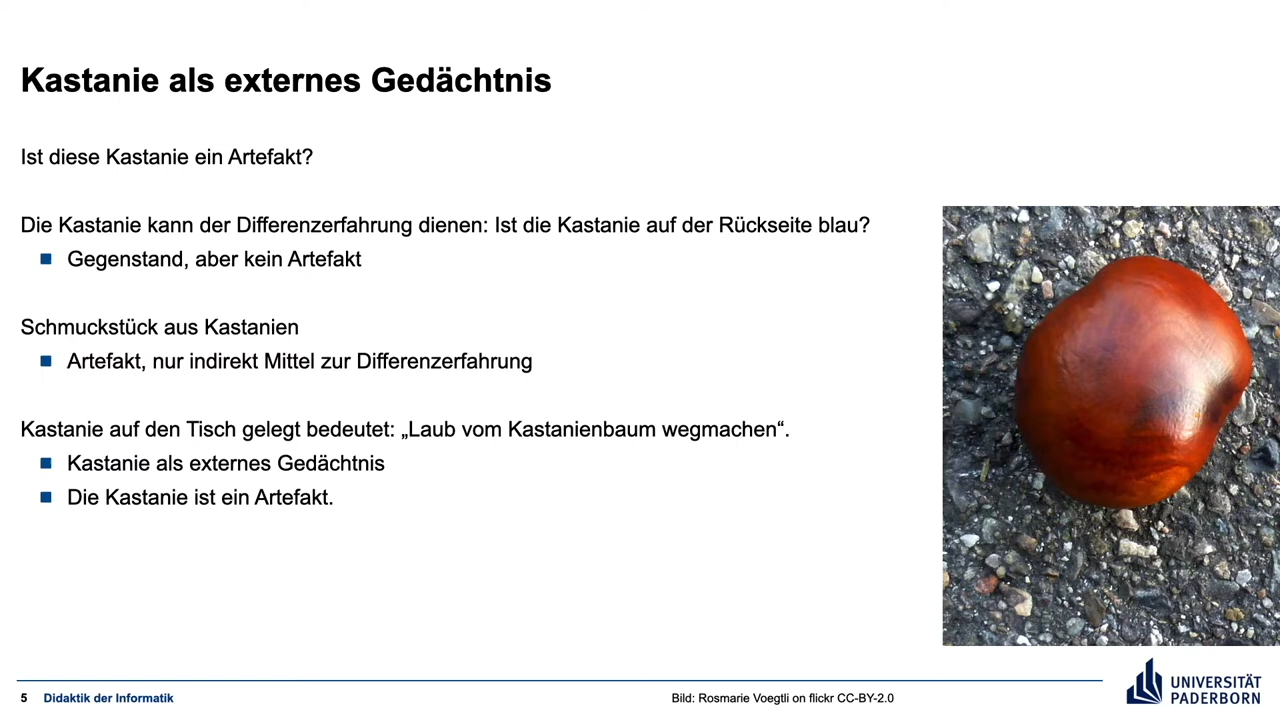 Kastanie als externes Gedächtnis
Ist diese Kastanie ein Artefakt?
Die Kastanie kann der Differenzerfahrung dienen: Ist die Kastanie auf der Rückseite blau?
Gegenstand, aber kein Artefakt
Schmuckstück aus Kastanien
Artefakt, nur indirekt Mittel zur Differenzerfahrung
Kastanie auf den Tisch gelegt bedeutet: „Laub vom Kastanienbaum wegmachen“.
Kastanie als externes Gedächtnis
Die Kastanie ist ein Artefakt.
5 Didaktik der Informatik
Bild: Rosmarie Voegtli on flickr CC-BY-2.0
UNIVERSITÄT
PADERBORN